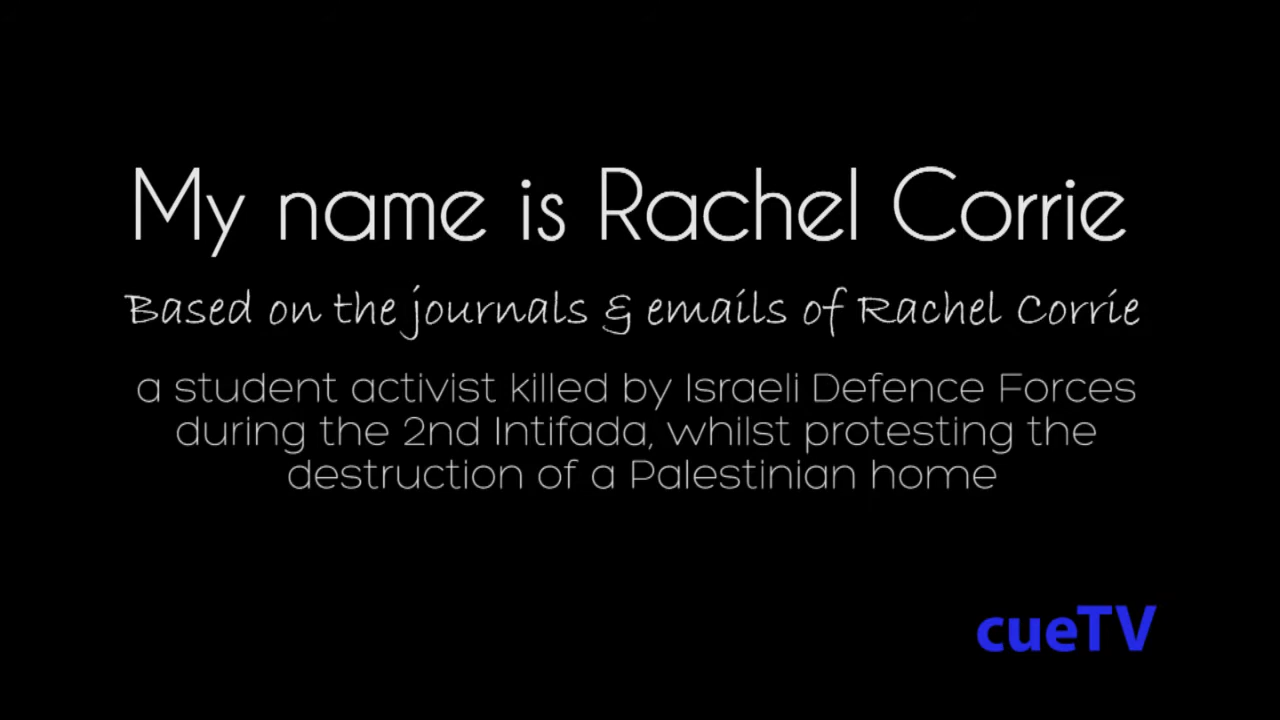 My name is Rachel Corrie
Based on the journals & emails of Rachel Corrie
a student activist killed by Israeli Defence Forces
during the 2nd Intifada, whilst protesting the
destruction of a Palestinian home
cueTV